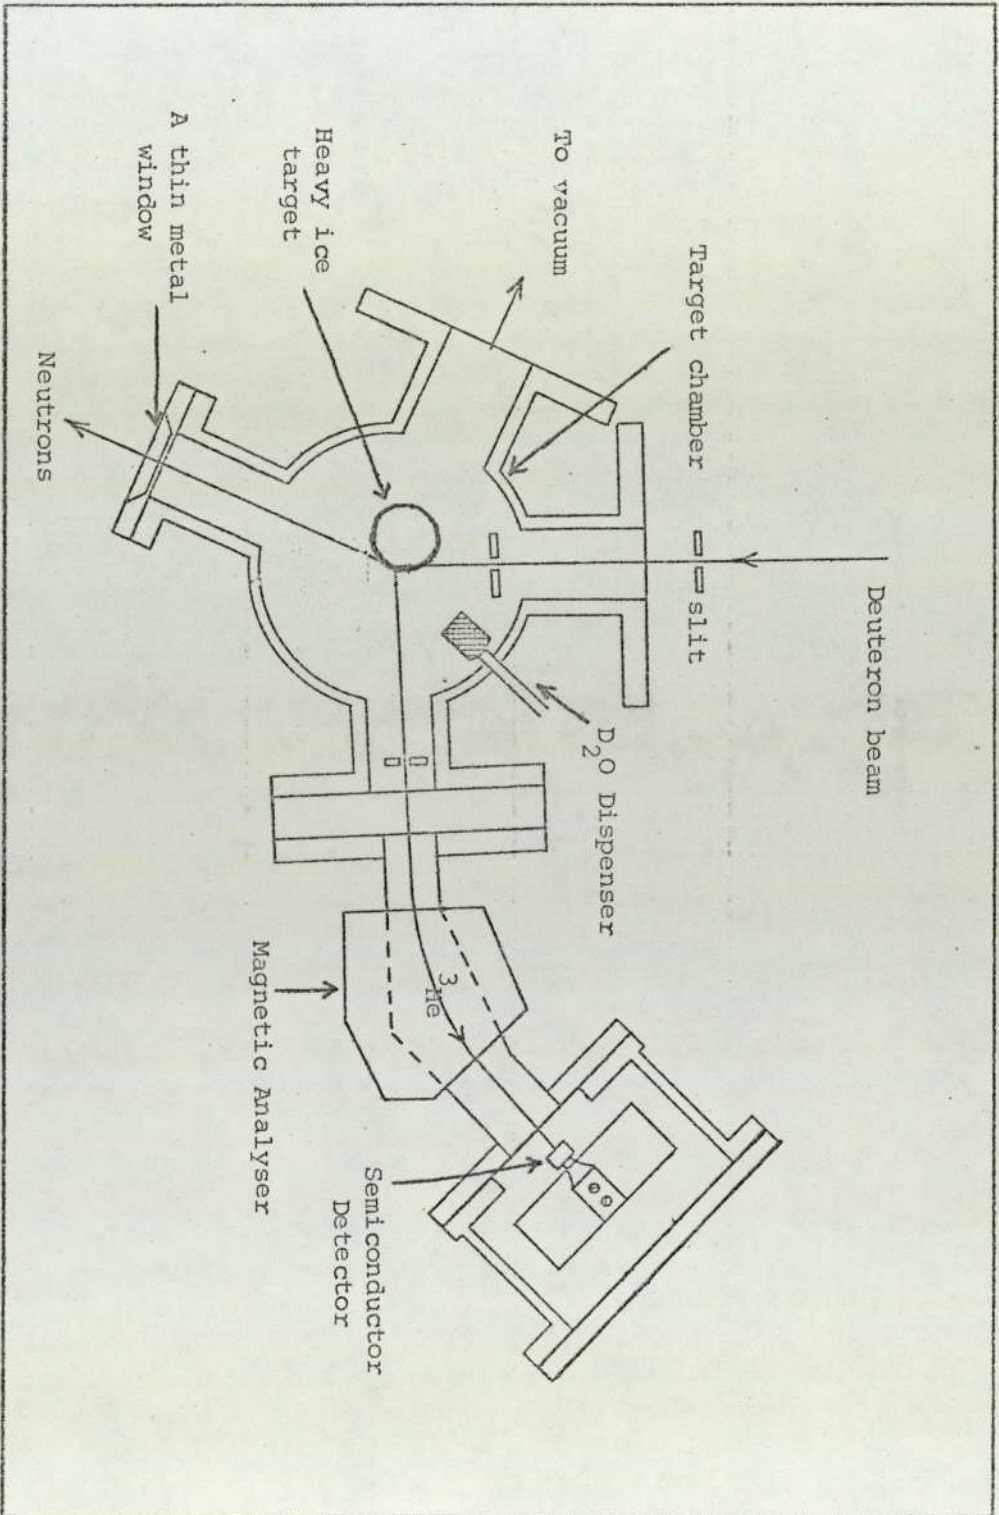 Deuteron beam
slit
D2O Dispenser
Target chamber
To vacuum
Heavy ice
target
A thin metal
window
Neutrons
3He
Magnetic Analyser
Semiconductor
Detector